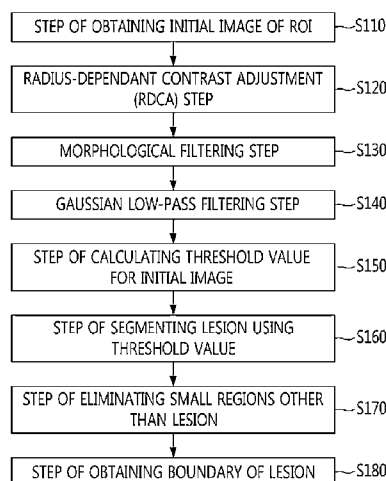 STEP OF OBTAINING INITIAL IMAGE OF ROI
S110
RADIUS-DEPENDANT CONTRAST ADJUSTMENT
(RDCA) STEP
S120
MORPHOLOGICAL FILTERING STEP
S130
GAUSSIAN LOW-PASS FILTERING STEP
S140
STEP OF CALCULATING THRESHOLD VALUE
FOR INITIAL IMAGE
S150
STEP OF SEGMENTING LESION USING
THRESHOLD VALUE
S160
STEP OF ELIMINATING SMALL REGIONS OTHER
THAN LESION
S170
STEP OF OBTAINING BOUNDARY OF LESION
S180